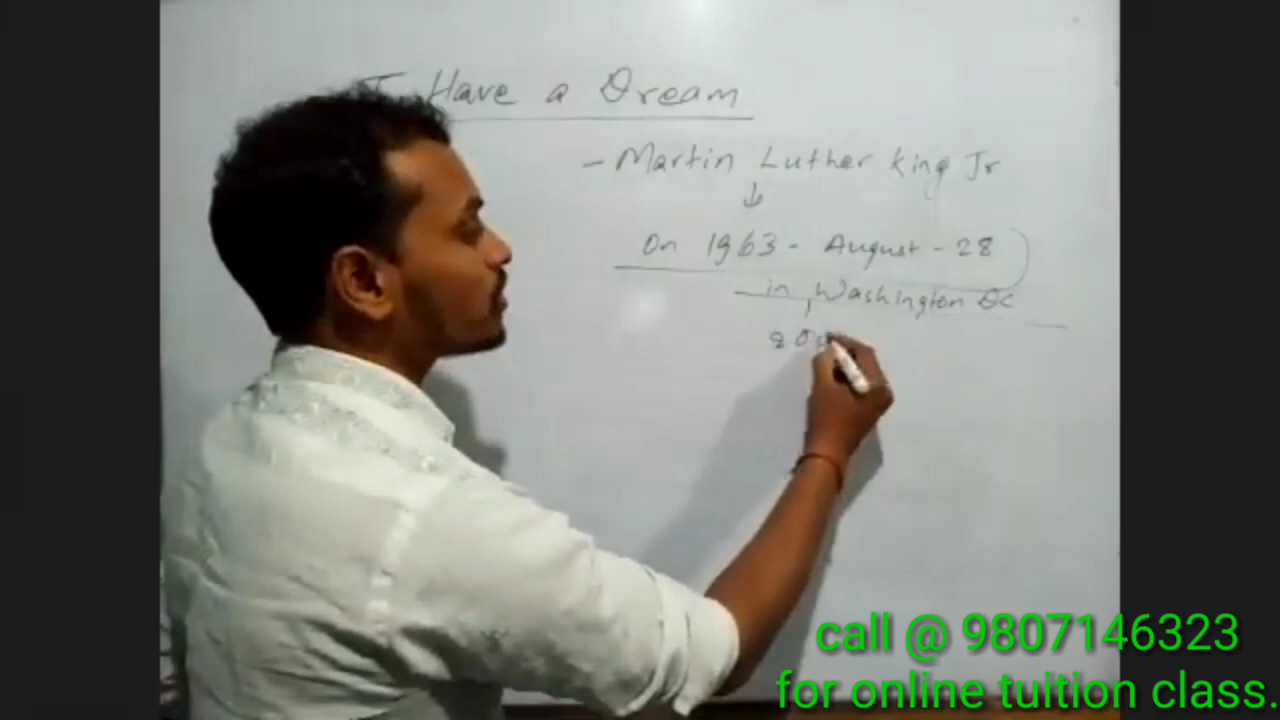 I Have a Dream
- Martin Luther King Jr
On 1963 - August - 28
in Washington DC
call @ 9807146323
for online tuition class.